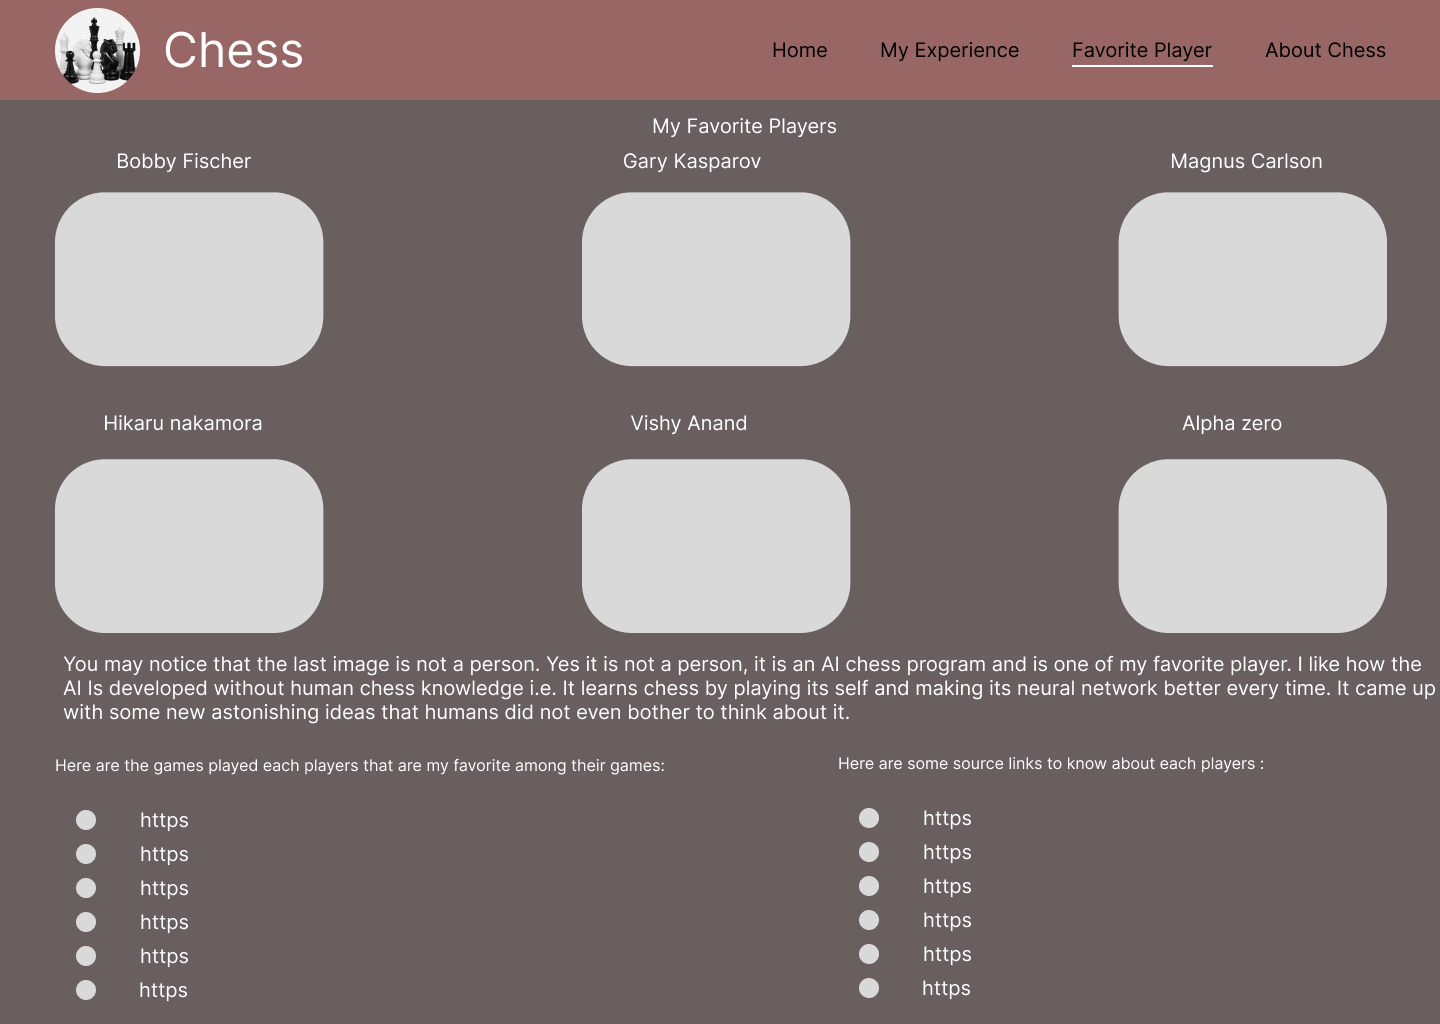 Chess
Home
My Experience
Favorite Player
About Chess
My Favorite Players
Bobby Fischer
Gary Kasparov
Magnus Carlson
Hikaru nakamora
Vishy Anand
Alpha zero
You may notice that the last image is not a person. Yes it is not a person, it is an AI chess program and is one of my favorite player. I like how the
AI Is developed without human chess knowledge i.e. It learns chess by playing its self and making its neural network better every time. It came up
with some new astonishing ideas that humans did not even bother to think about it.
Here are the games played each players that are my favorite among their games:
https
https
https
https
https
https
Here are some source links to know about each players :
https
https
https
https
https
https